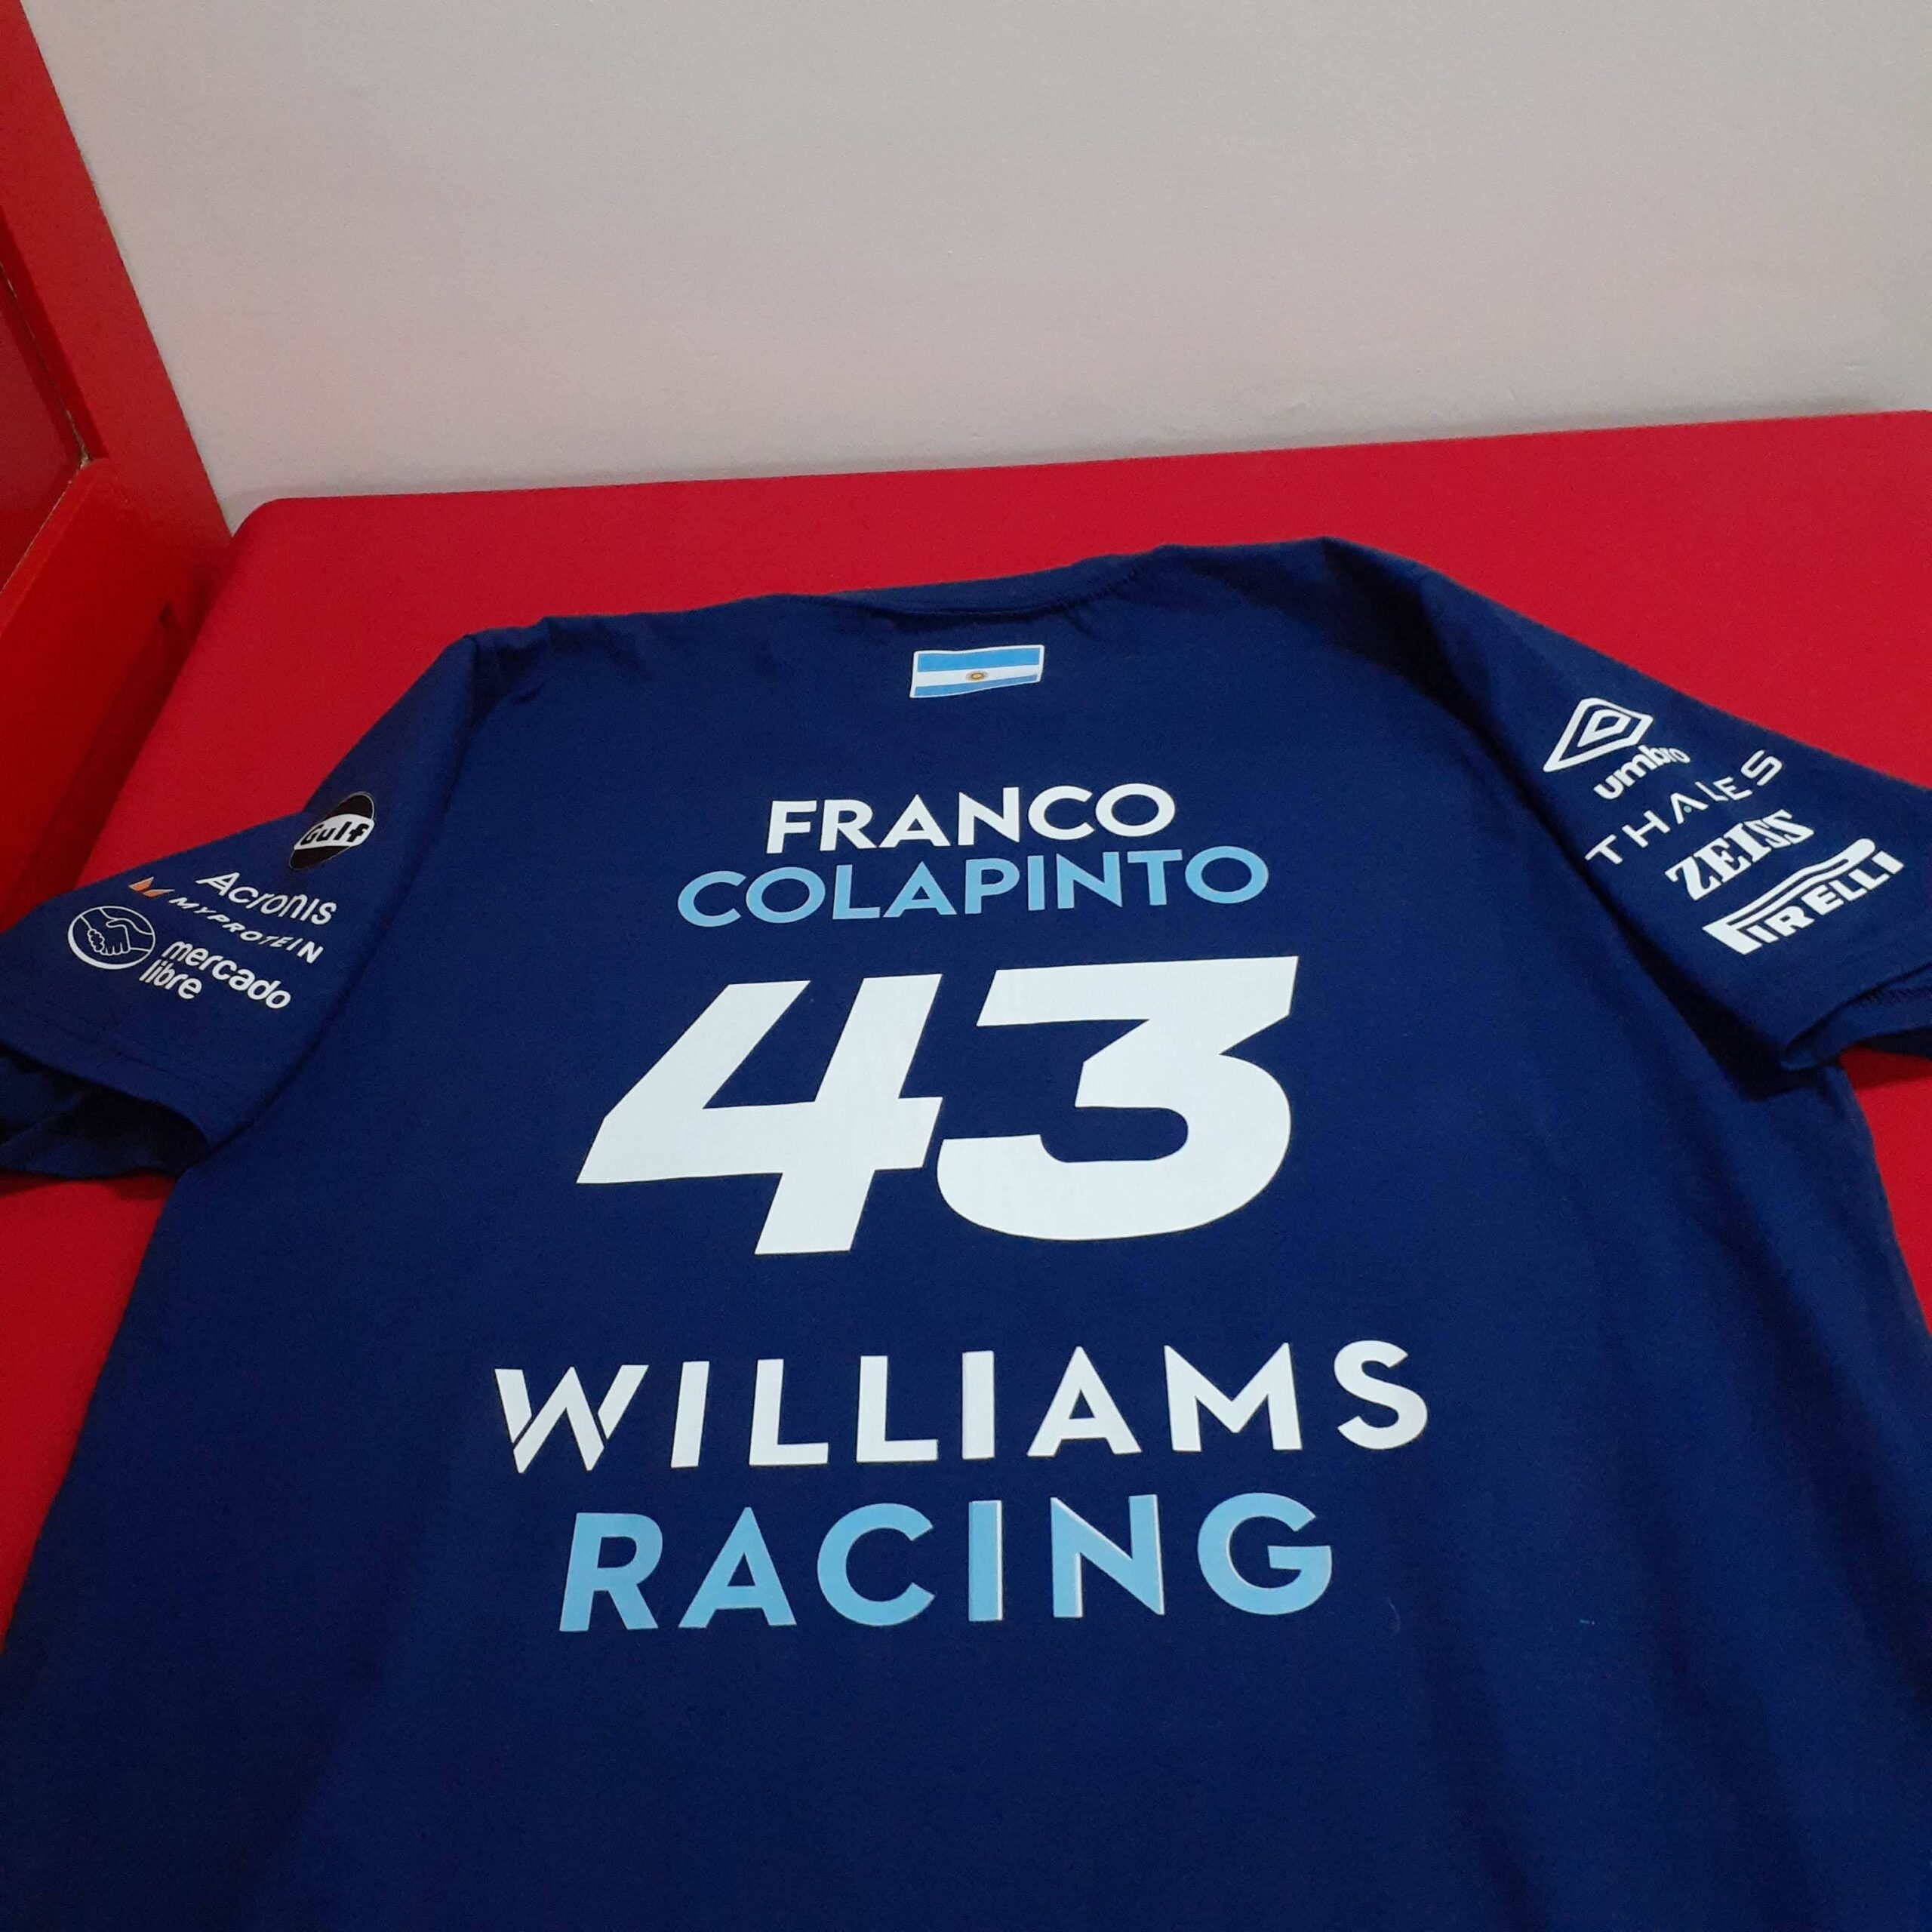 FRANCO
COLAPINTO
43
WILLIAMS
RACING
Gulf
Acronis
MYPROTEIN
mercado
libre
umbro
THALES
ZEISS
PIRELLI